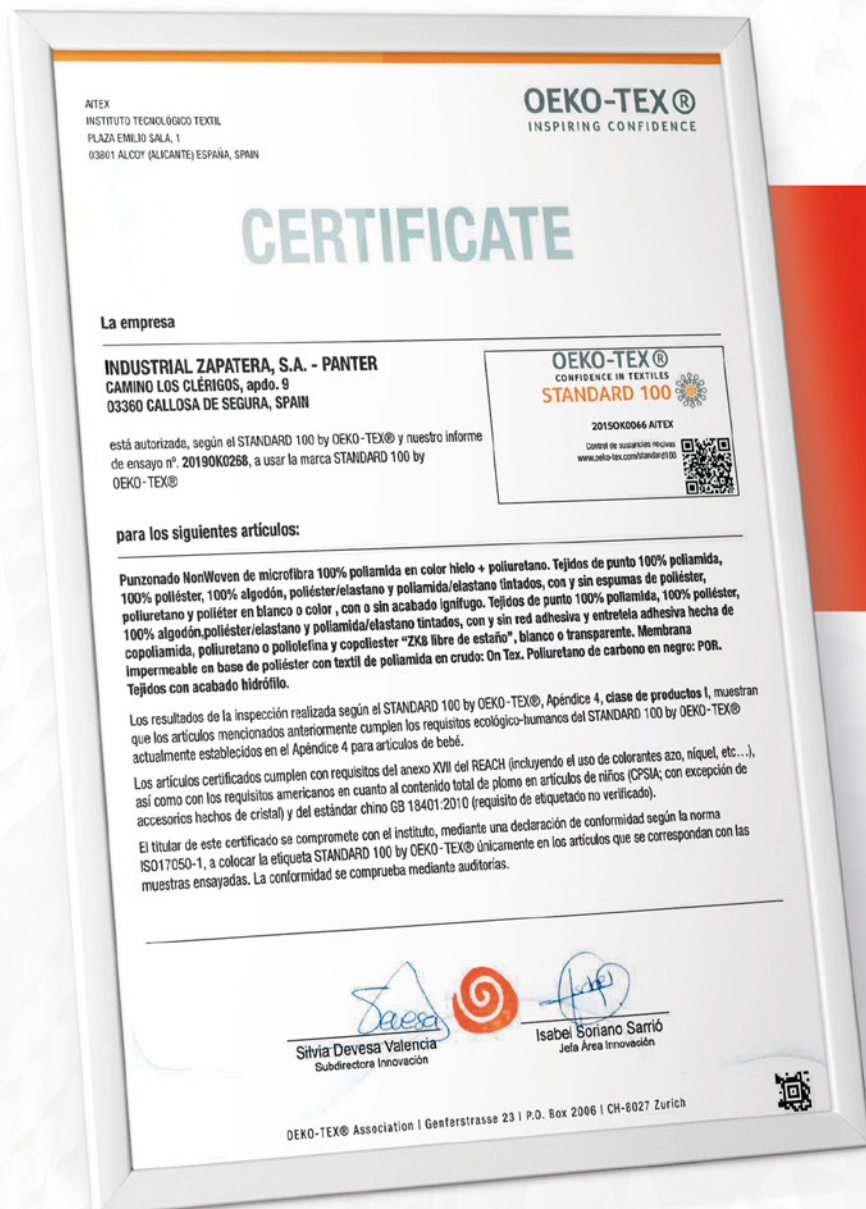 AITEX
INSTITUTO TECNOLÓGICO TEXTIL
PLAZA EMILIO SALA, 1
03801 ALCOY (ALICANTE) ESPAÑA, SPAIN
OEKO-TEX®
INSPIRING CONFIDENCE
CERTIFICATE
La empresa
INDUSTRIAL ZAPATERA, S.A. - PANTER
CAMINO LOS CLÉRIGOS, apdo. 9
03360 CALLOSA DE SEGURA, SPAIN
está autorizada, según el STANDARD 100 by OEKO-TEX® y nuestro informe
de ensayo nº. 2019OK0268, a usar la marca STANDARD 100 by
OEKO-TEX®
OEKO-TEX®
CONFIDENCE IN TEXTILES
STANDARD 100
2015OK0066 AITEX
Control de sustancias nocivas
www.oeko-tex.com/standard100
para los siguientes artículos:
Punzonado NonWoven de microfibra 100% poliamida en color hielo + poliuretano. Tejidos de punto 100% poliamida,
100% poliéster, 100% algodón, poliéster/elastano y poliamida/elastano tintados, con y sin espumas de poliéster,
poliuretano y poliéter en blanco o color , con o sin acabado ignífugo. Tejidos de punto 100% poliamida, 100% poliéster,
100% algodón,poliéster/elastano y poliamida/elastano tintados, con y sin red adhesiva y entretela adhesiva hecha de
copoliamida, poliuretano o poliolefina y copoliester "ZK8 libre de estaño", blanco o transparente. Membrana
impermeable en base de poliéster con textil de poliamida en crudo: On Tex. Poliuretano de carbono en negro: POR.
Tejidos con acabado hidrófilo.
Los resultados de la inspección realizada según el STANDARD 100 by OEKO-TEX®, Apéndice 4, clase de productos I, muestran
que los artículos mencionados anteriormente cumplen los requisitos ecológico-humanos del STANDARD 100 by OEKO-TEX®
actualmente establecidos en el Apéndice 4 para artículos de bebé.
Los artículos certificados cumplen con requisitos del anexo XVII del REACH (incluyendo el uso de colorantes azo, níquel, etc...),
así como con los requisitos americanos en cuanto al contenido total de plomo en artículos de niños (CPSIA; con excepción de
accesorios hechos de cristal) y del estándar chino GB 18401:2010 (requisito de etiquetado no verificado).
El titular de este certificado se compromete con el instituto, mediante una declaración de conformidad según la norma
ISO17050-1, a colocar la etiqueta STANDARD 100 by OEKO-TEX® únicamente en los artículos que se correspondan con las
muestras ensayadas. La conformidad se comprueba mediante auditorías.
Devesa
Isabel
Silvia Devesa Valencia
Subdirectora Innovación
Isabel Soriano Sarrió
Jefa Área Innovación
OEKO-TEX® Association I Genferstrasse 23 I P.O. Box 2006 I CH-8027 Zurich